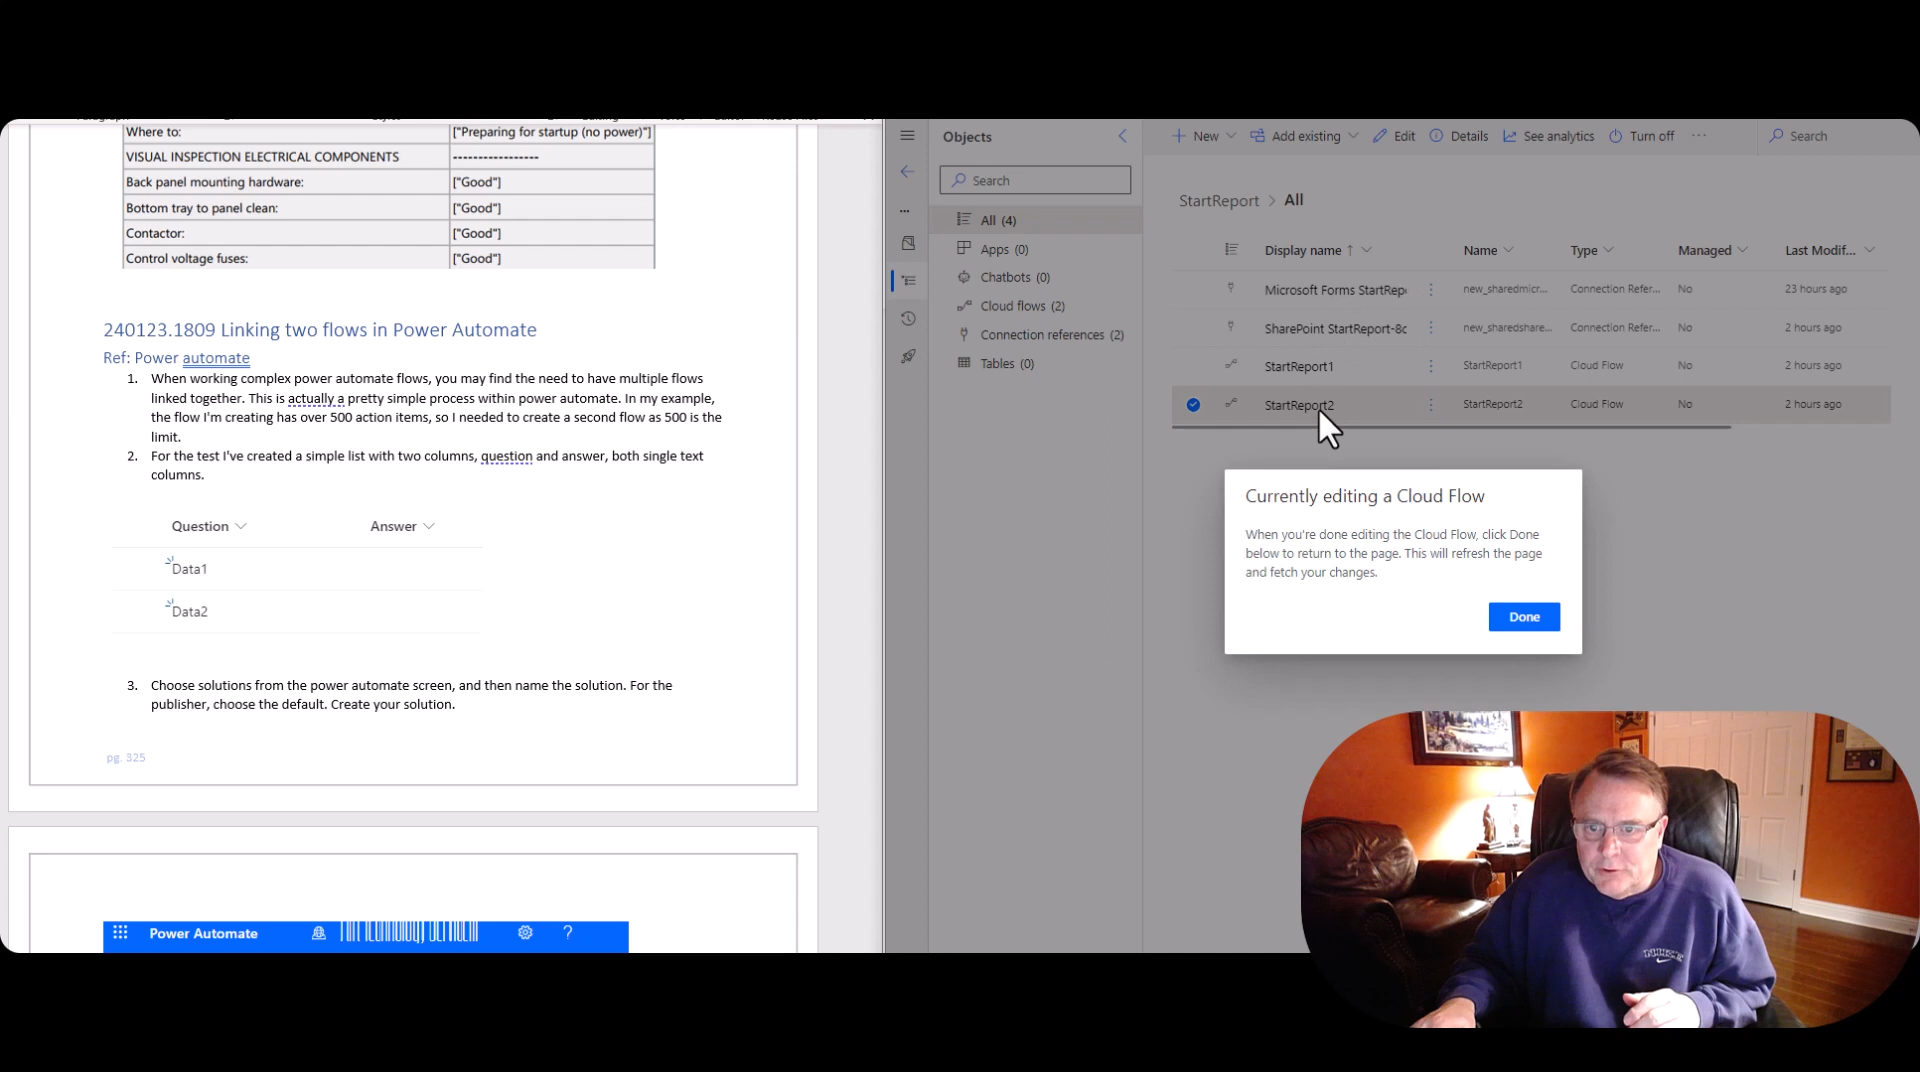 Where to: ["Preparing for startup (no power)"]
VISUAL INSPECTION ELECTRICAL COMPONENTS -----------------
Back panel mounting hardware: ["Good"]
Bottom tray to panel clean: ["Good"]
Contactor: ["Good"]
Control voltage fuses: ["Good"]
240123.1809 Linking two flows in Power Automate
Ref: Power automate
1. When working complex power automate flows, you may find the need to have multiple flows
linked together. This is actually a pretty simple process within power automate. In my example,
the flow I'm creating has over 500 action items, so I needed to create a second flow as 500 is the
limit.
2. For the test I've created a simple list with two columns, question and answer, both single text
columns.
Question Answer
Data1
Data2
3. Choose solutions from the power automate screen, and then name the solution. For the
publisher, choose the default. Create your solution.
pg. 325
Power Automate ?
Objects
Search
All (4)
Apps (0)
Chatbots (0)
Cloud flows (2)
Connection references (2)
Tables (0)
New Add existing Edit Details See analytics Turn off ... Search
StartReport > All
Display name ↑ Name Type Managed Last Modif...
Microsoft Forms StartRep new_sharedmicr... Connection Refer... No 23 hours ago
SharePoint StartReport-8c new_sharedshare... Connection Refer... No 2 hours ago
StartReport1 StartReport1 Cloud Flow No 2 hours ago
StartReport2 StartReport2 Cloud Flow No 2 hours ago
Currently editing a Cloud Flow
When you're done editing the Cloud Flow, click Done
below to return to the page. This will refresh the page
and fetch your changes.
Done
NIKE